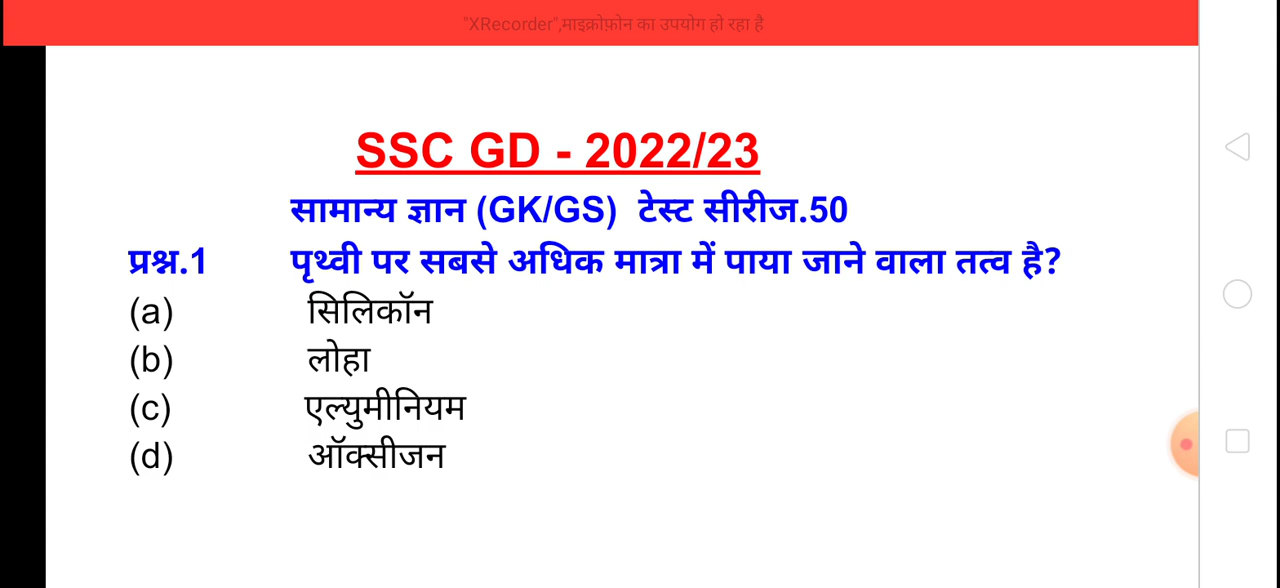 "XRecorder",माइक्रोफ़ोन का उपयोग हो रहा है
SSC GD - 2022/23
सामान्य ज्ञान (GK/GS) टेस्ट सीरीज.50
प्रश्न.1 पृथ्वी पर सबसे अधिक मात्रा में पाया जाने वाला तत्व है?
(a) सिलिकॉन
(b) लोहा
(c) एल्युमीनियम
(d) ऑक्सीजन